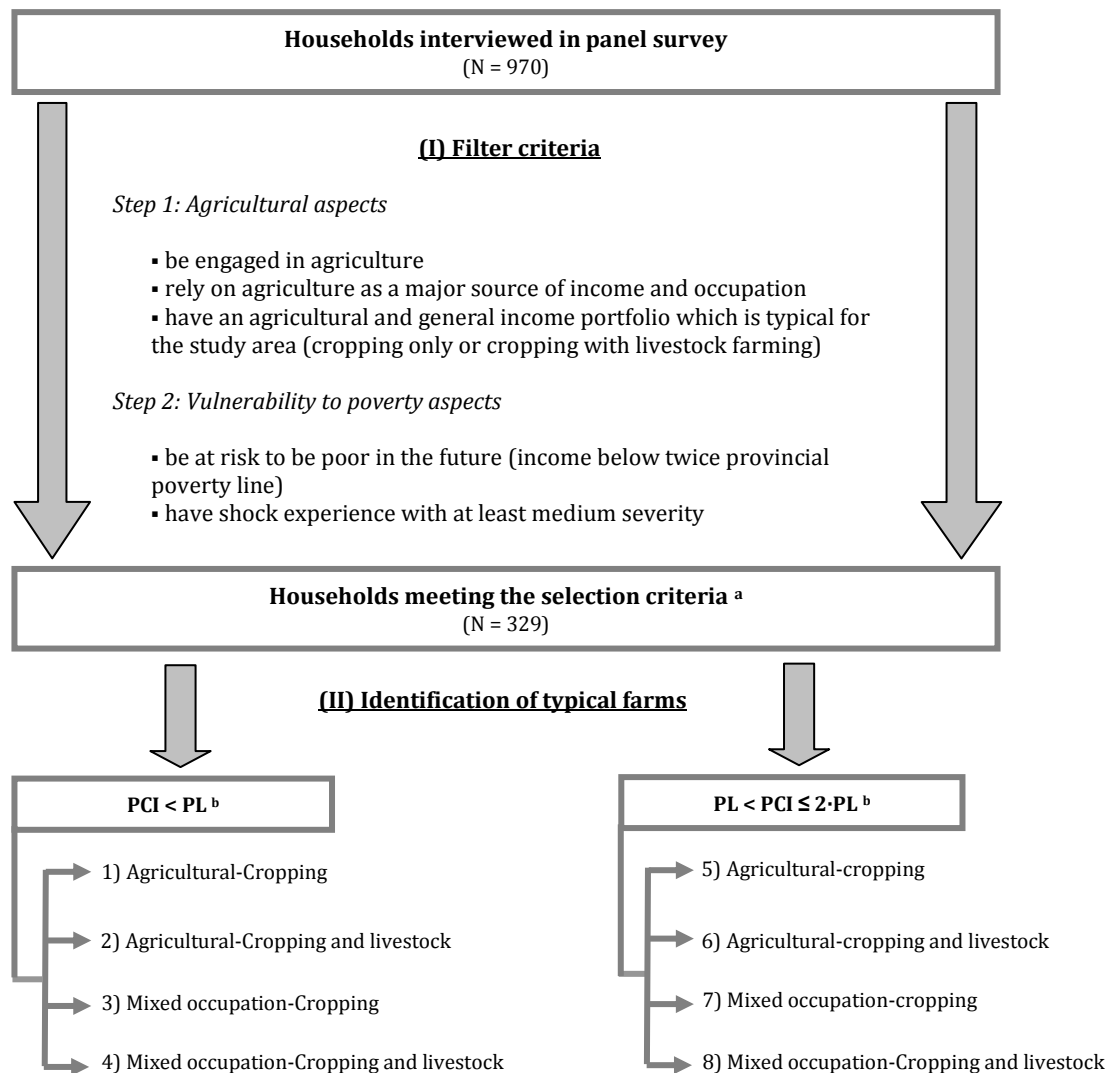 Households interviewed in panel survey
(N = 970)
(I) Filter criteria
Step 1: Agricultural aspects
▪ be engaged in agriculture
▪ rely on agriculture as a major source of income and occupation
▪ have an agricultural and general income portfolio which is typical for
the study area (cropping only or cropping with livestock farming)
Step 2: Vulnerability to poverty aspects
▪ be at risk to be poor in the future (income below twice provincial
poverty line)
▪ have shock experience with at least medium severity
Households meeting the selection criteria ᵃ
(N = 329)
(II) Identification of typical farms
PCI < PL ᵇ
1) Agricultural-Cropping
2) Agricultural-Cropping and livestock
3) Mixed occupation-Cropping
4) Mixed occupation-Cropping and livestock
PL < PCI ≤ 2·PL ᵇ
5) Agricultural-cropping
6) Agricultural-cropping and livestock
7) Mixed occupation-cropping
8) Mixed occupation-Cropping and livestock